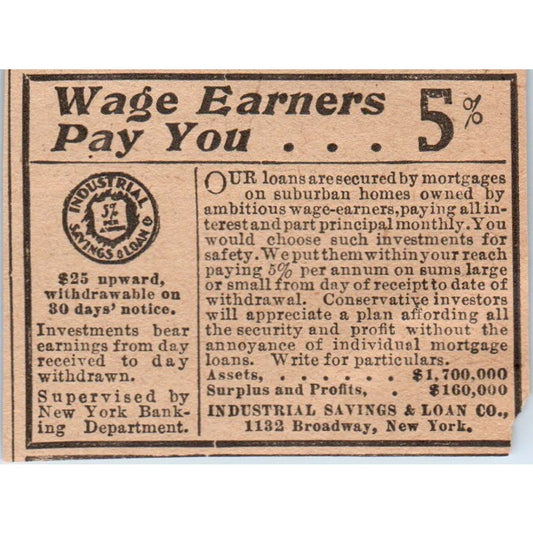 Wage Earners
Pay You . . . 5%
INDUSTRIAL
5%
PER
ANNUM
SAVINGS & LOAN CO
$25 upward,
withdrawable on
30 days' notice.
Investments bear
earnings from day
received to day
withdrawn.
Supervised by
New York Bank-
ing Department.
OUR loans are secured by mortgages
on suburban homes owned by
ambitious wage-earners, paying all in-
terest and part principal monthly. You
would choose such investments for
safety. We put them within your reach
paying 5% per annum on sums large
or small from day of receipt to date of
withdrawal. Conservative investors
will appreciate a plan affording all
the security and profit without the
annoyance of individual mortgage
loans. Write for particulars.
Assets, . . . . . . $1,700,000
Surplus and Profits, . $160,000
INDUSTRIAL SAVINGS & LOAN CO.,
1132 Broadway, New York.